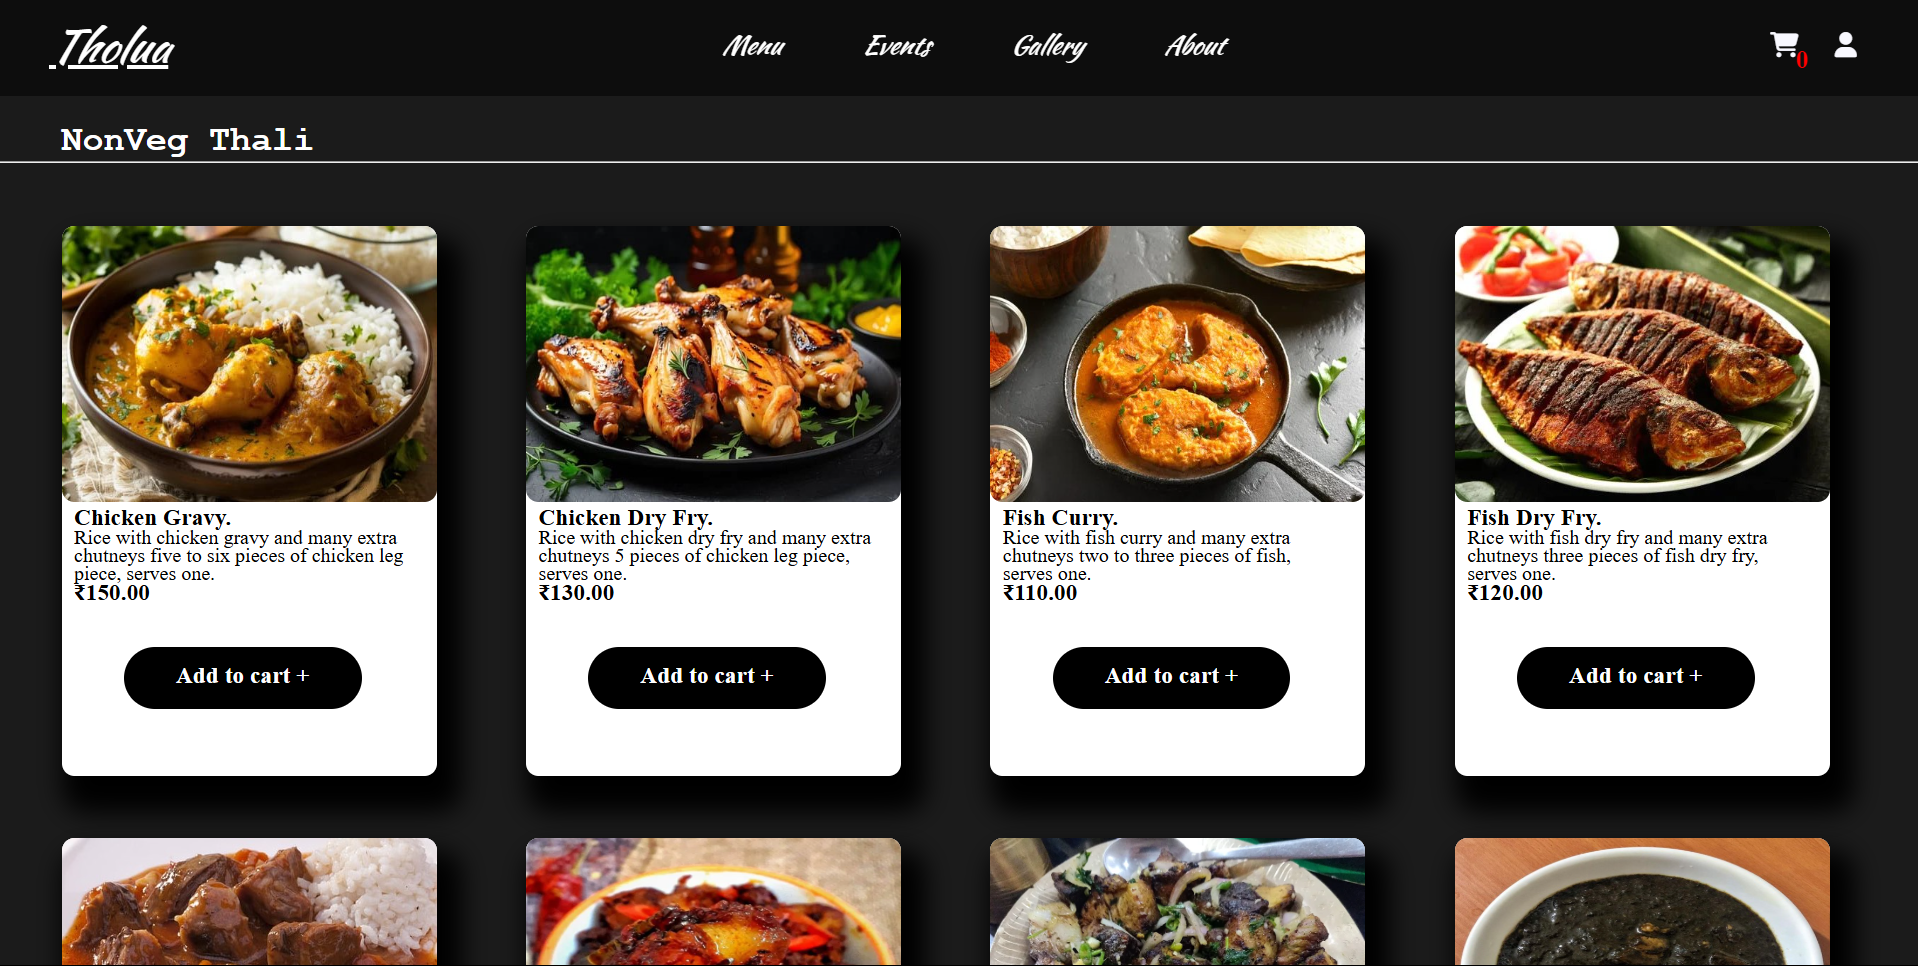 Tholua
Menu
Events
Gallery
About
0
NonVeg Thali
Chicken Gravy.
Rice with chicken gravy and many extra
chutneys five to six pieces of chicken leg
piece, serves one.
₹150.00
Add to cart +
Chicken Dry Fry.
Rice with chicken dry fry and many extra
chutneys 5 pieces of chicken leg piece,
serves one.
₹130.00
Add to cart +
Fish Curry.
Rice with fish curry and many extra
chutneys two to three pieces of fish,
serves one.
₹110.00
Add to cart +
Fish Dry Fry.
Rice with fish dry fry and many extra
chutneys three pieces of fish dry fry,
serves one.
₹120.00
Add to cart +